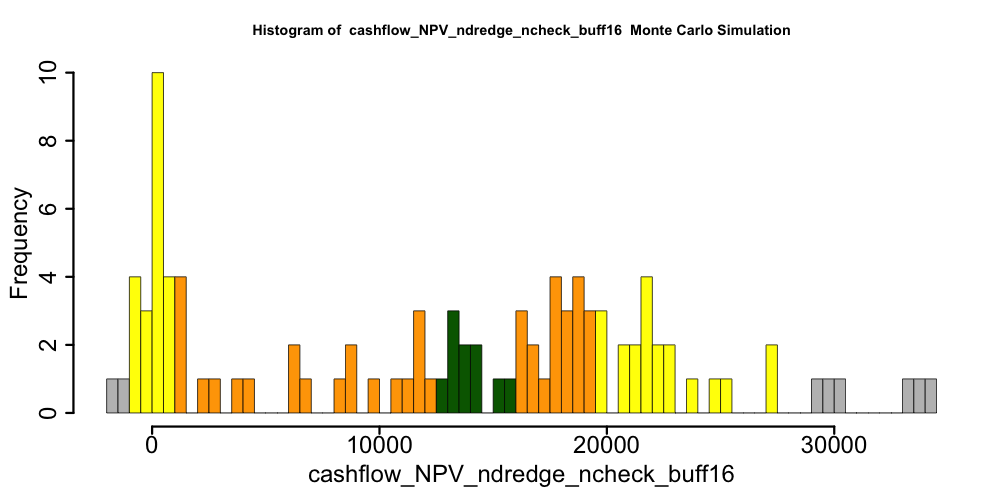 Histogram of  cashflow_NPV_ndredge_ncheck_buff16  Monte Carlo Simulation
Frequency
10
8
6
4
2
0
0 10000 20000 30000
cashflow_NPV_ndredge_ncheck_buff16